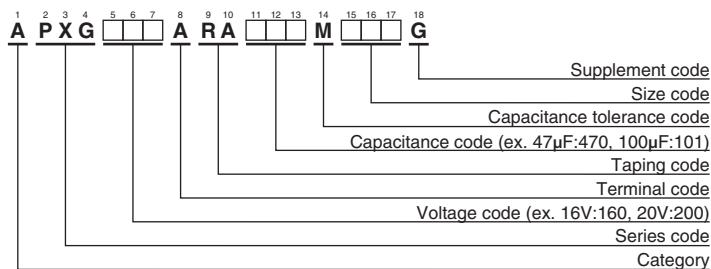 1 2 3 4 5 6 7 8 9 10 11 12 13 14 15 16 17 18
A PXG A RA M G
Supplement code
Size code
Capacitance tolerance code
Capacitance code (ex. 47µF:470, 100µF:101)
Taping code
Terminal code
Voltage code (ex. 16V:160, 20V:200)
Series code
Category